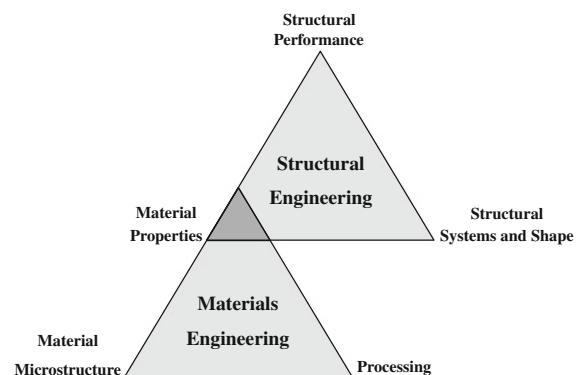 Structural
Performance
Structural
Engineering
Material
Properties
Structural
Systems and Shape
Materials
Engineering
Material
Microstructure
Processing